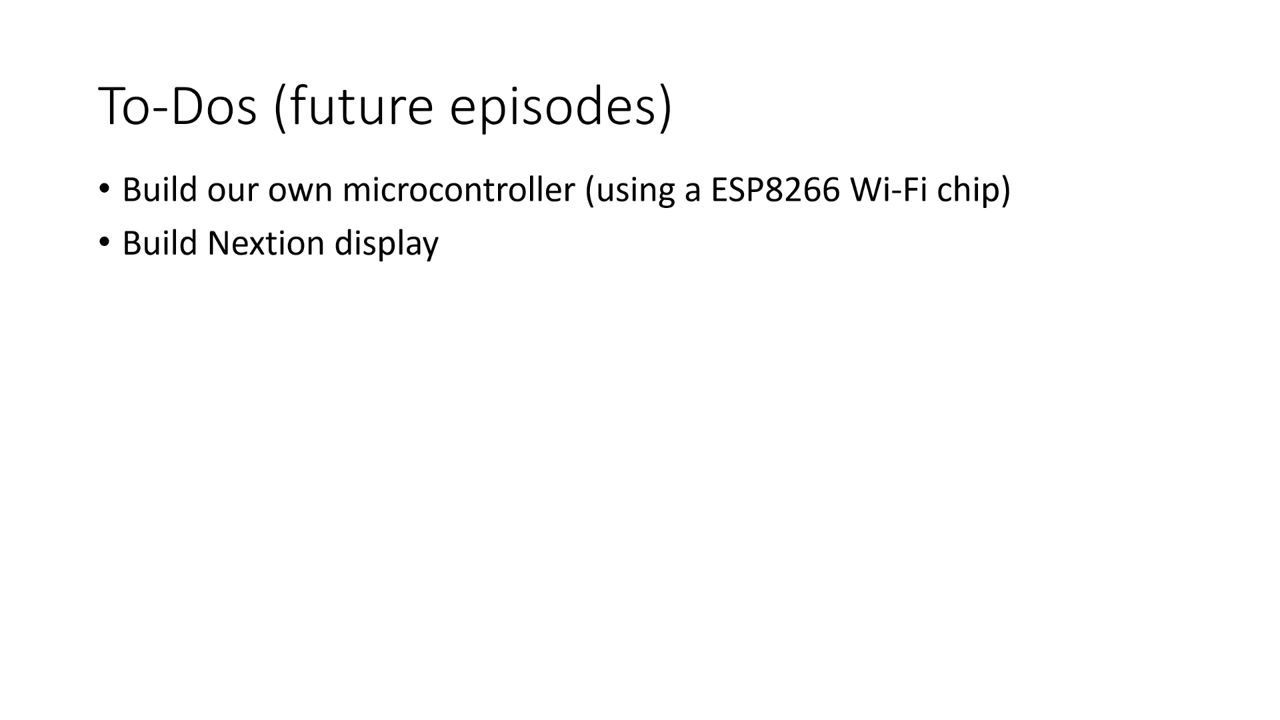 To-Dos (future episodes)
• Build our own microcontroller (using a ESP8266 Wi-Fi chip)
• Build Nextion display